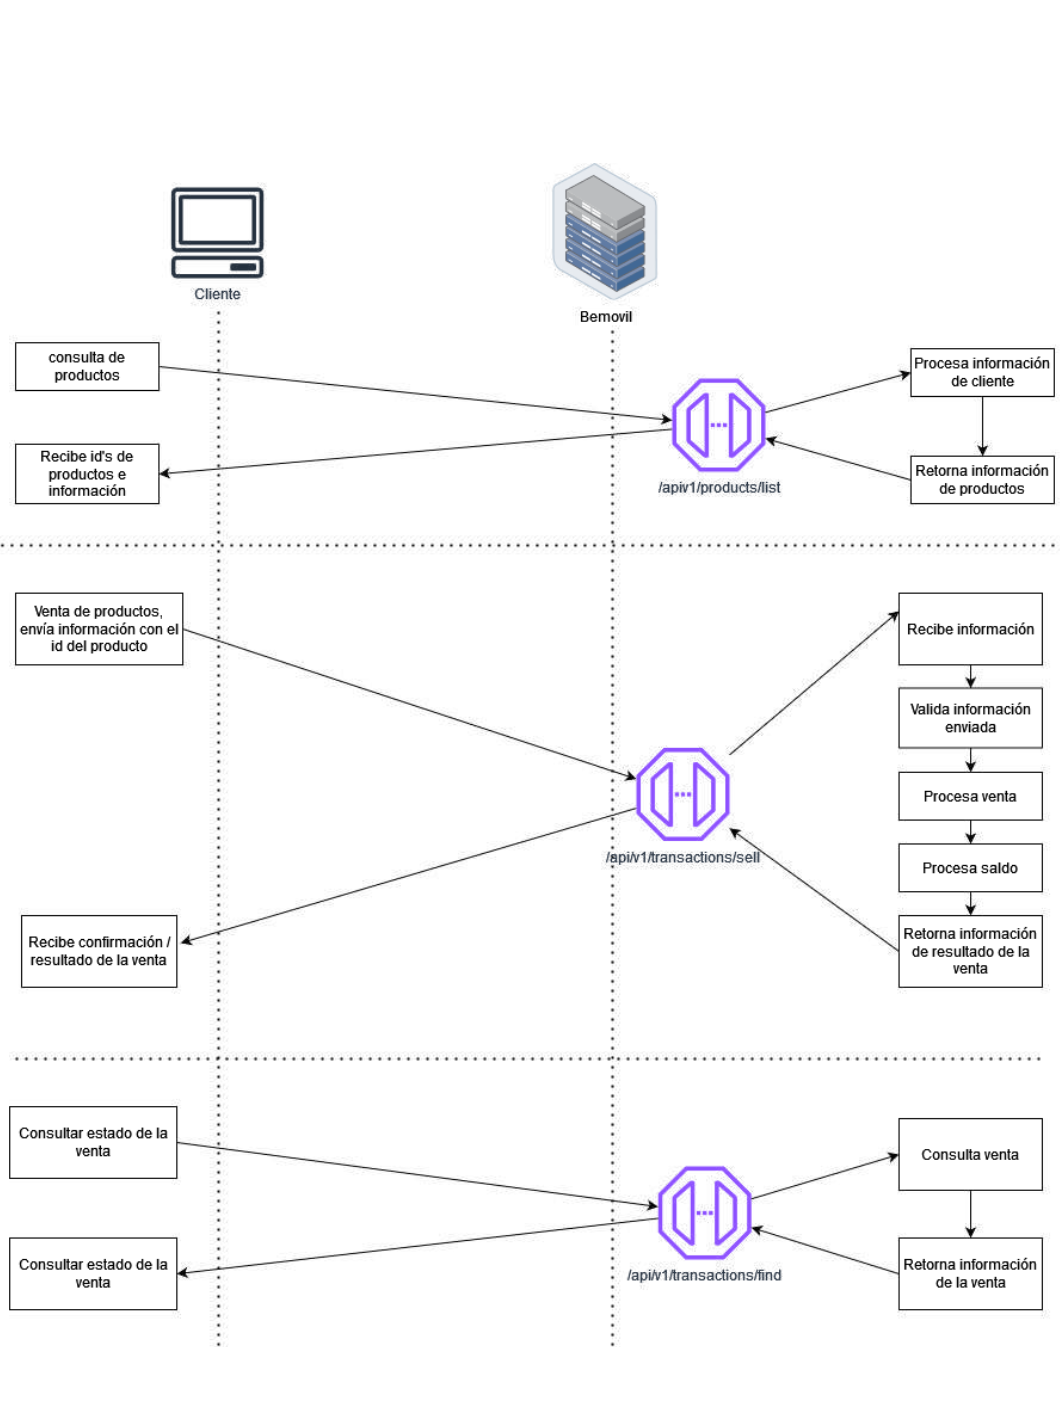 Cliente
Bemovil
consulta de
productos
Procesa información
de cliente
Recibe id's de
productos e
información
/apiv1/products/list
Retorna información
de productos
Venta de productos,
envía información con el
id del producto
Recibe información
Valida información
enviada
Procesa venta
/api/v1/transactions/sell
Procesa saldo
Recibe confirmación /
resultado de la venta
Retorna información
de resultado de la
venta
Consultar estado de la
venta
Consulta venta
Consultar estado de la
venta
/api/v1/transactions/find
Retorna información
de la venta